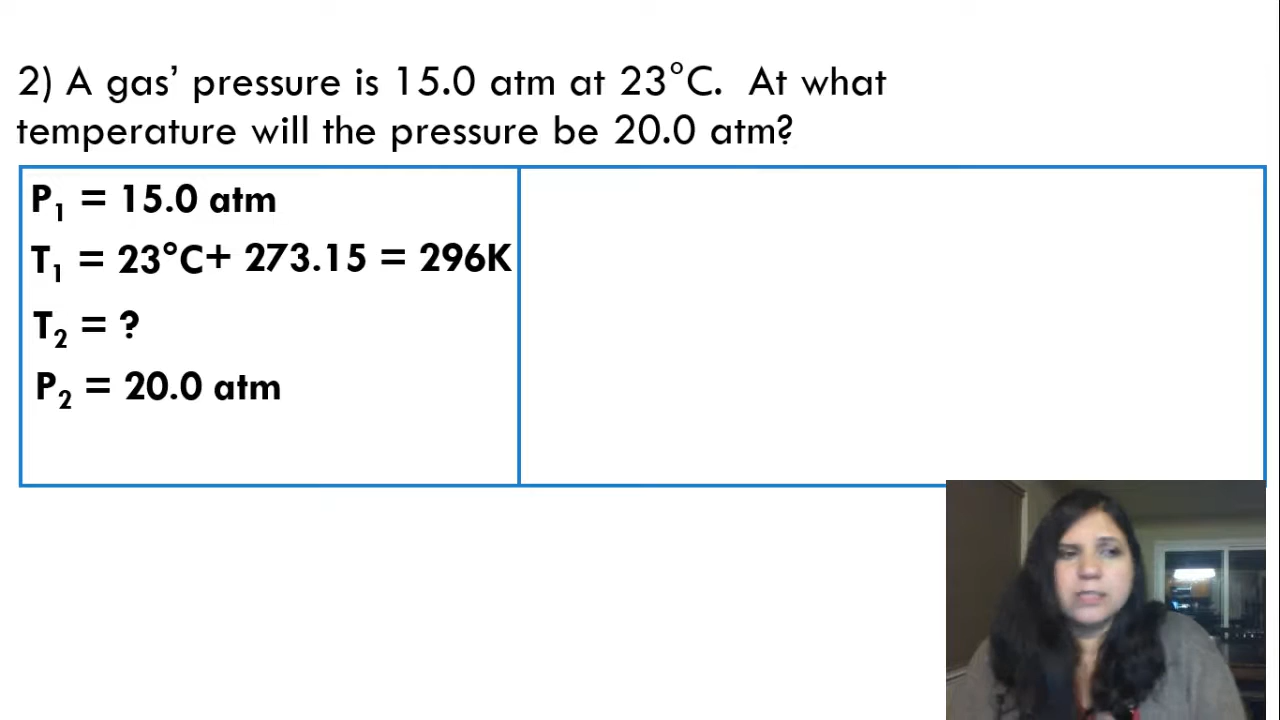 2) A gas’ pressure is 15.0 atm at 23°C. At what
temperature will the pressure be 20.0 atm?
P₁ = 15.0 atm
T₁ = 23°C+ 273.15 = 296K
T₂ = ?
P₂ = 20.0 atm